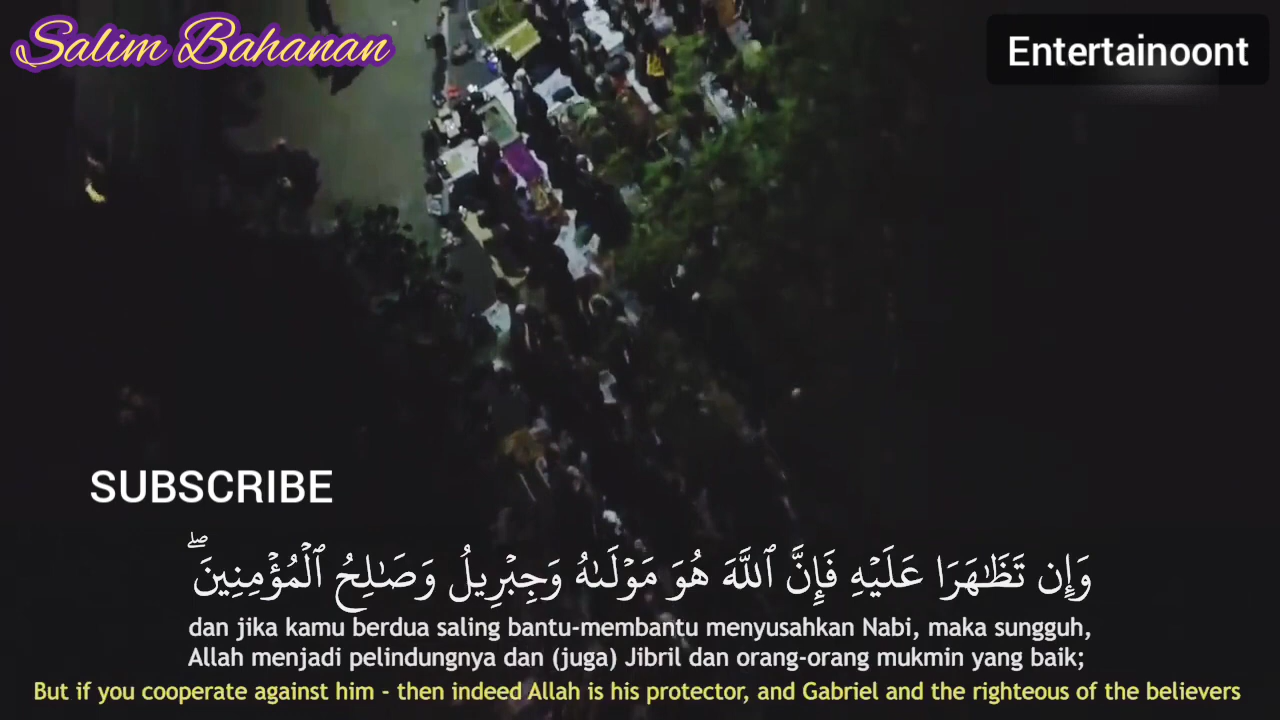 Salim Bahanan
Entertainoont
SUBSCRIBE
وَإِن تَظَٰهَرَا عَلَيْهِ فَإِنَّ ٱللَّهَ هُوَ مَوْلَىٰهُ وَجِبْرِيلُ وَصَٰلِحُ ٱلْمُؤْمِنِينَ ۖ
dan jika kamu berdua saling bantu-membantu menyusahkan Nabi, maka sungguh,
Allah menjadi pelindungnya dan (juga) Jibril dan orang-orang mukmin yang baik;
But if you cooperate against him - then indeed Allah is his protector, and Gabriel and the righteous of the believers